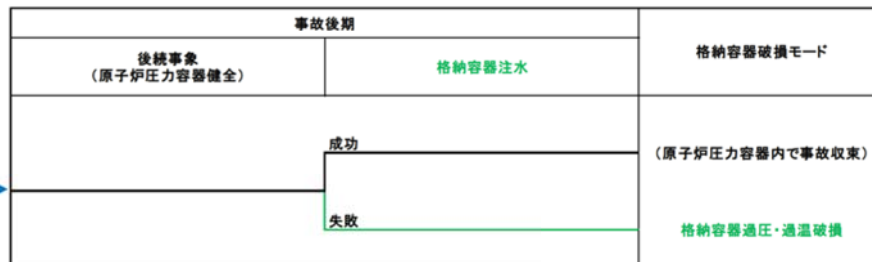 事故後期
後続事象
（原子炉圧力容器健全）
格納容器注水
格納容器破損モード
成功
（原子炉圧力容器内で事故収束）
失敗
格納容器過圧・過温破損